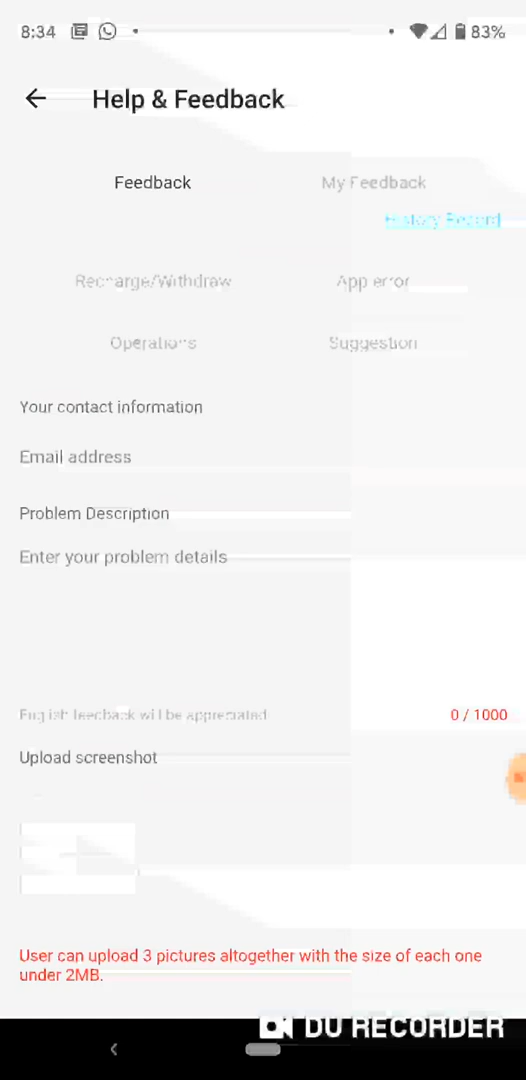 8:34 83%
Help & Feedback
Feedback My Feedback
History Record
Recharge/Withdraw App error
Operations Suggestion
Your contact information
Email address
Problem Description
Enter your problem details
English feedback will be appreciated 0 / 1000
Upload screenshot
User can upload 3 pictures altogether with the size of each one
under 2MB.
DU RECORDER